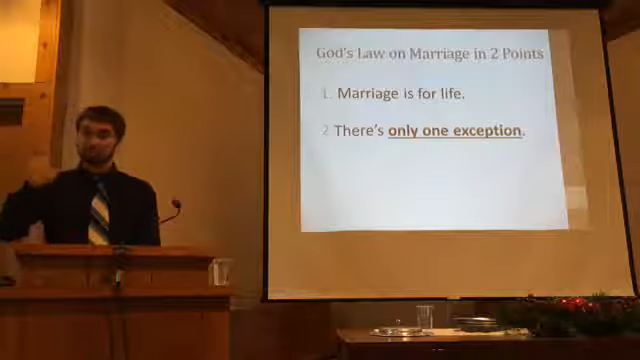 God's Law on Marriage in 2 Points
1. Marriage is for life.
2 There's only one exception.